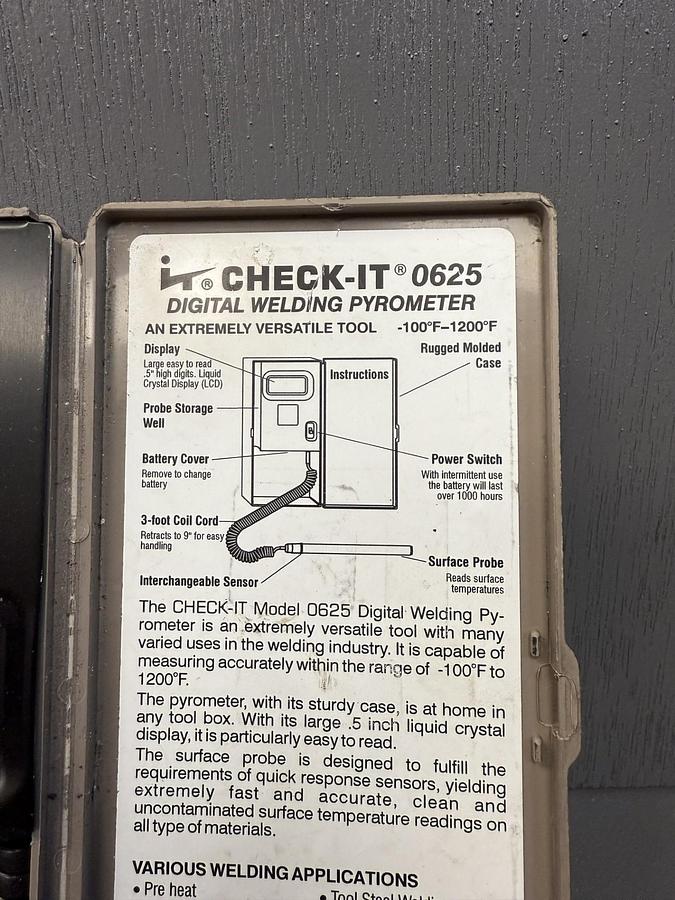 iT® CHECK-IT® 0625
DIGITAL WELDING PYROMETER
AN EXTREMELY VERSATILE TOOL -100°F–1200°F
Display
Large easy to read
.5" high digits. Liquid
Crystal Display (LCD)
Rugged Molded
Case
Instructions
Probe Storage
Well
Battery Cover
Remove to change
battery
Power Switch
With intermittent use
the battery will last
over 1000 hours
3-foot Coil Cord
Retracts to 9" for easy
handling
Surface Probe
Reads surface
temperatures
Interchangeable Sensor
The CHECK-IT Model 0625 Digital Welding Py-
rometer is an extremely versatile tool with many
varied uses in the welding industry. It is capable of
measuring accurately within the range of -100°F to
1200°F.
The pyrometer, with its sturdy case, is at home in
any tool box. With its large .5 inch liquid crystal
display, it is particularly easy to read.
The surface probe is designed to fulfill the
requirements of quick response sensors, yielding
extremely fast and accurate, clean and
uncontaminated surface temperature readings on
all type of materials.
VARIOUS WELDING APPLICATIONS
• Pre heat
• Tool Steel